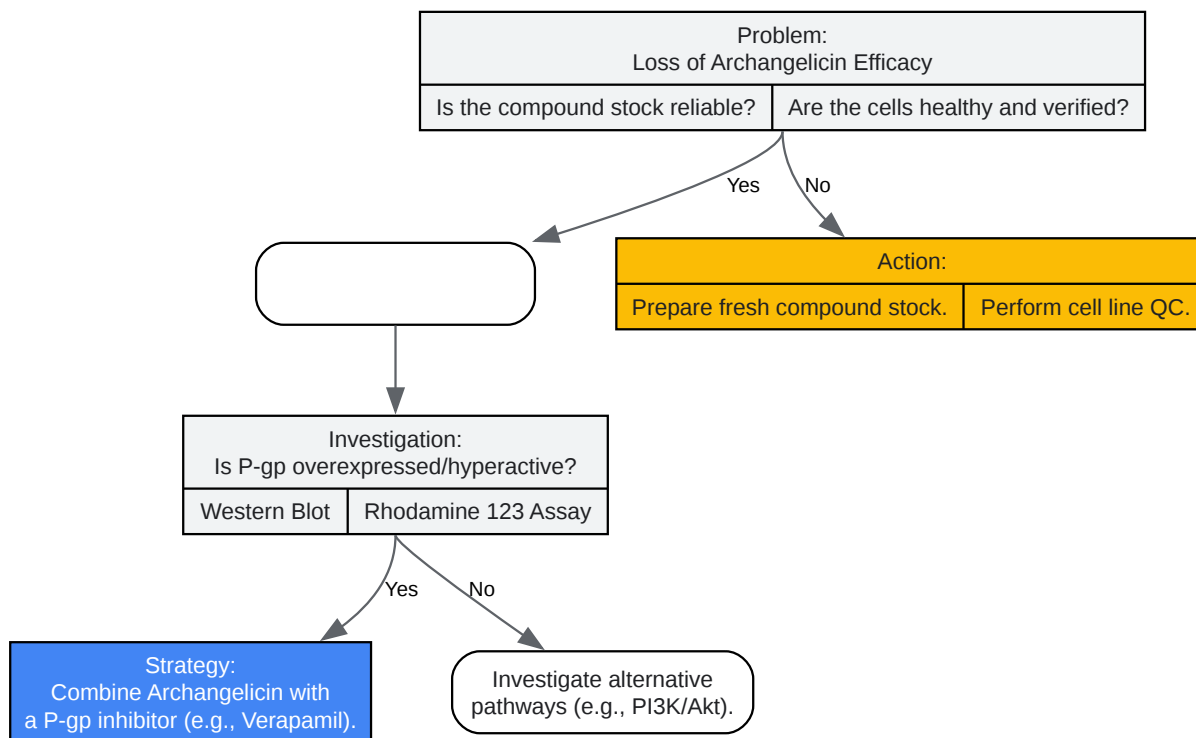 Problem:
Loss of Archangelicin Efficacy
Is the compound stock reliable?
Are the cells healthy and verified?
Yes
No
Action:
Prepare fresh compound stock.
Perform cell line QC.
Investigation:
Is P-gp overexpressed/hyperactive?
Western Blot
Rhodamine 123 Assay
Yes
No
Strategy:
Combine Archangelicin with
a P-gp inhibitor (e.g., Verapamil).
Investigate alternative
pathways (e.g., PI3K/Akt).